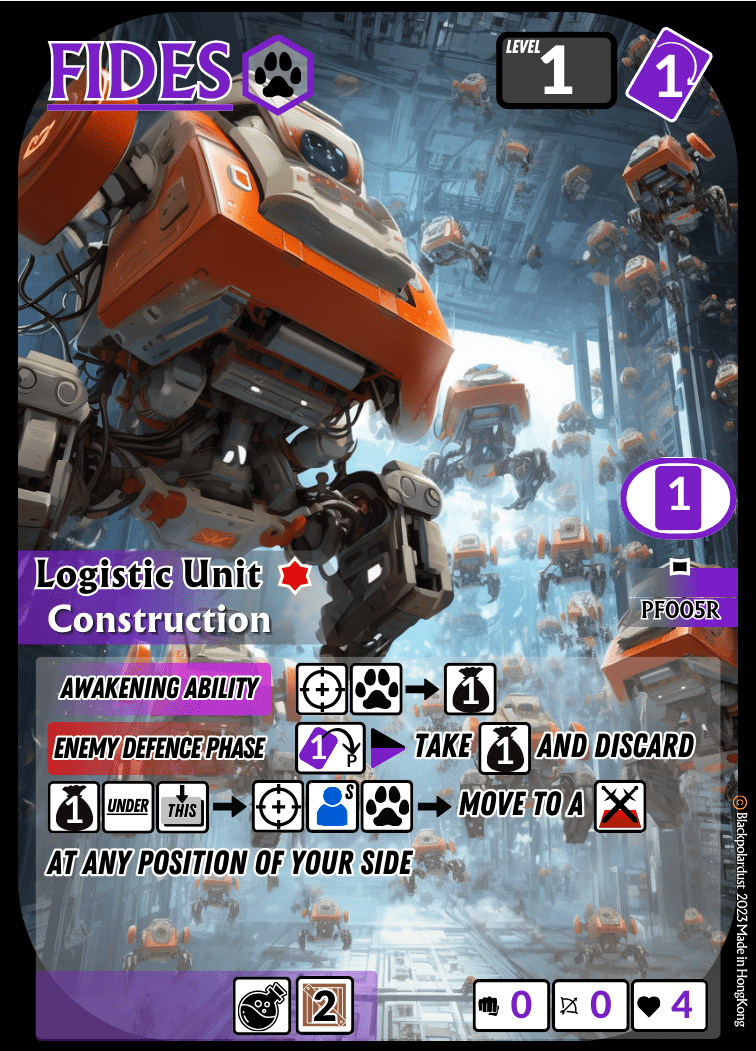 FIDES
LEVEL 1
1
1
Logistic Unit
Construction
PF005R
AWAKENING ABILITY 1
ENEMY DEFENCE PHASE 1 P TAKE 1 AND DISCARD
1 UNDER THIS S MOVE TO A
AT ANY POSITION OF YOUR SIDE
2 0 0 4
© Blackpolardust 2023 Made in HongKong